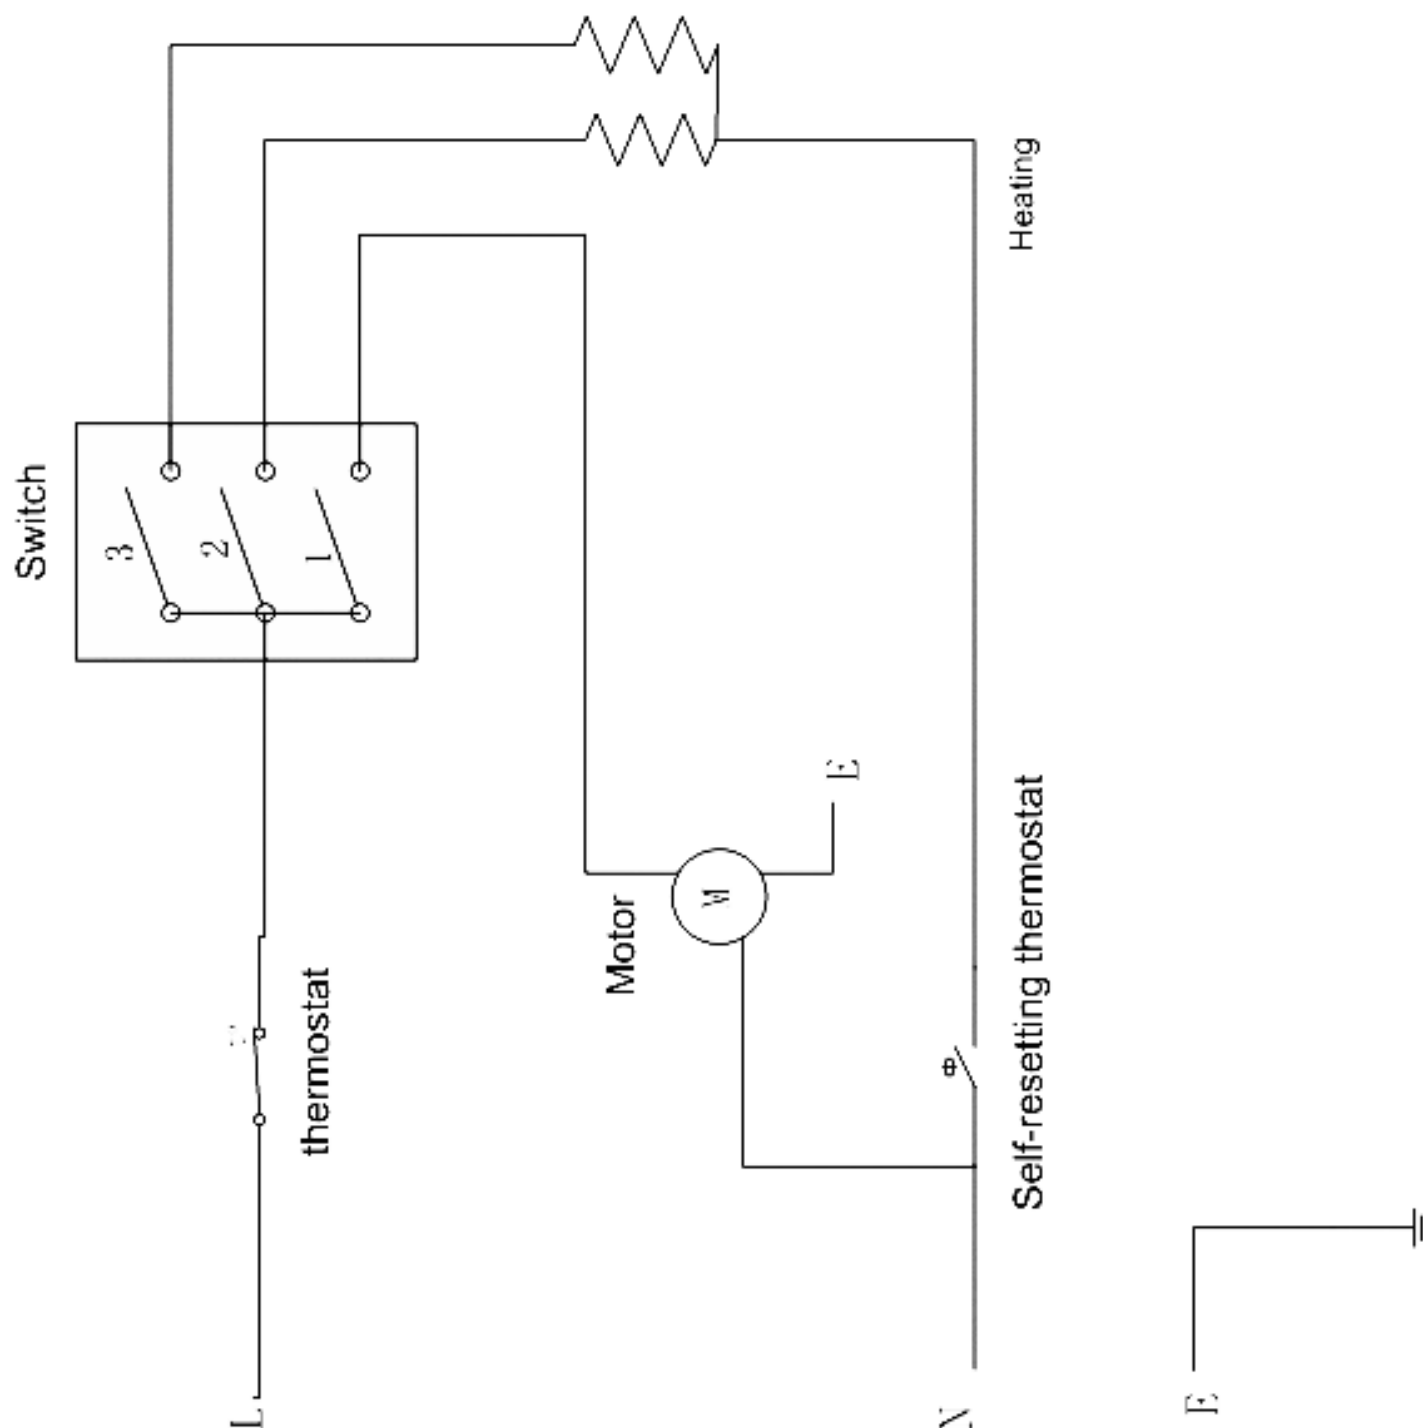 Switch
3
2
1
Heating
thermostat
Motor
M
E
Self-resetting thermostat
L
N
E